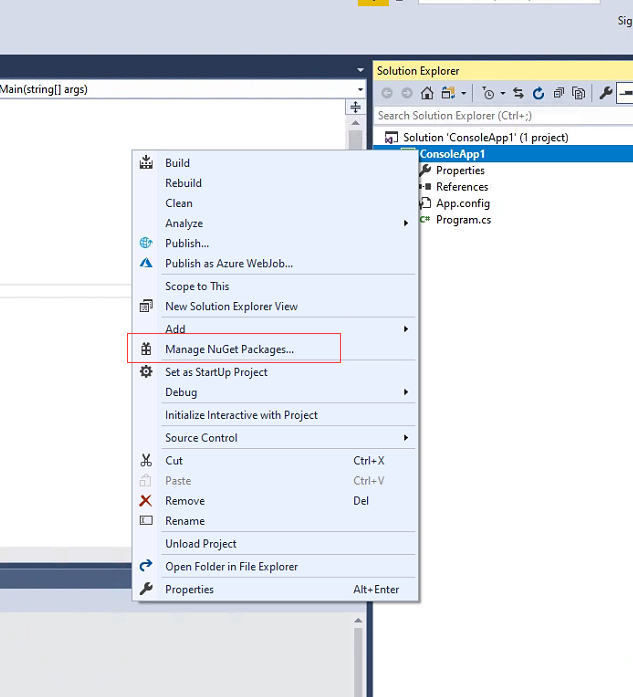 Sig
Main(string[] args)
Solution Explorer
Search Solution Explorer (Ctrl+;)
Solution 'ConsoleApp1' (1 project)
ConsoleApp1
Properties
References
App.config
C# Program.cs
Build
Rebuild
Clean
Analyze
Publish...
Publish as Azure WebJob...
Scope to This
New Solution Explorer View
Add
Manage NuGet Packages...
Set as StartUp Project
Debug
Initialize Interactive with Project
Source Control
Cut Ctrl+X
Paste Ctrl+V
Remove Del
Rename
Unload Project
Open Folder in File Explorer
Properties Alt+Enter